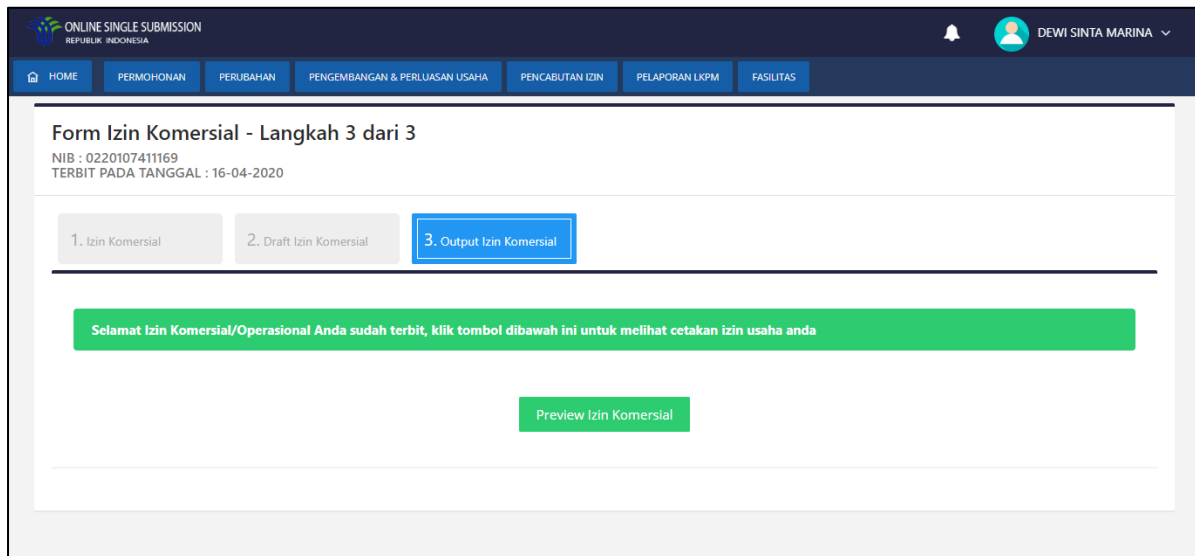 ONLINE SINGLE SUBMISSION
REPUBLIK INDONESIA
DEWI SINTA MARINA
HOME
PERMOHONAN
PERUBAHAN
PENGEMBANGAN & PERLUASAN USAHA
PENCABUTAN IZIN
PELAPORAN LKPM
FASILITAS
Form Izin Komersial - Langkah 3 dari 3
NIB : 0220107411169
TERBIT PADA TANGGAL : 16-04-2020
1. Izin Komersial
2. Draft Izin Komersial
3. Output Izin Komersial
Selamat Izin Komersial/Operasional Anda sudah terbit, klik tombol dibawah ini untuk melihat cetakan izin usaha anda
Preview Izin Komersial